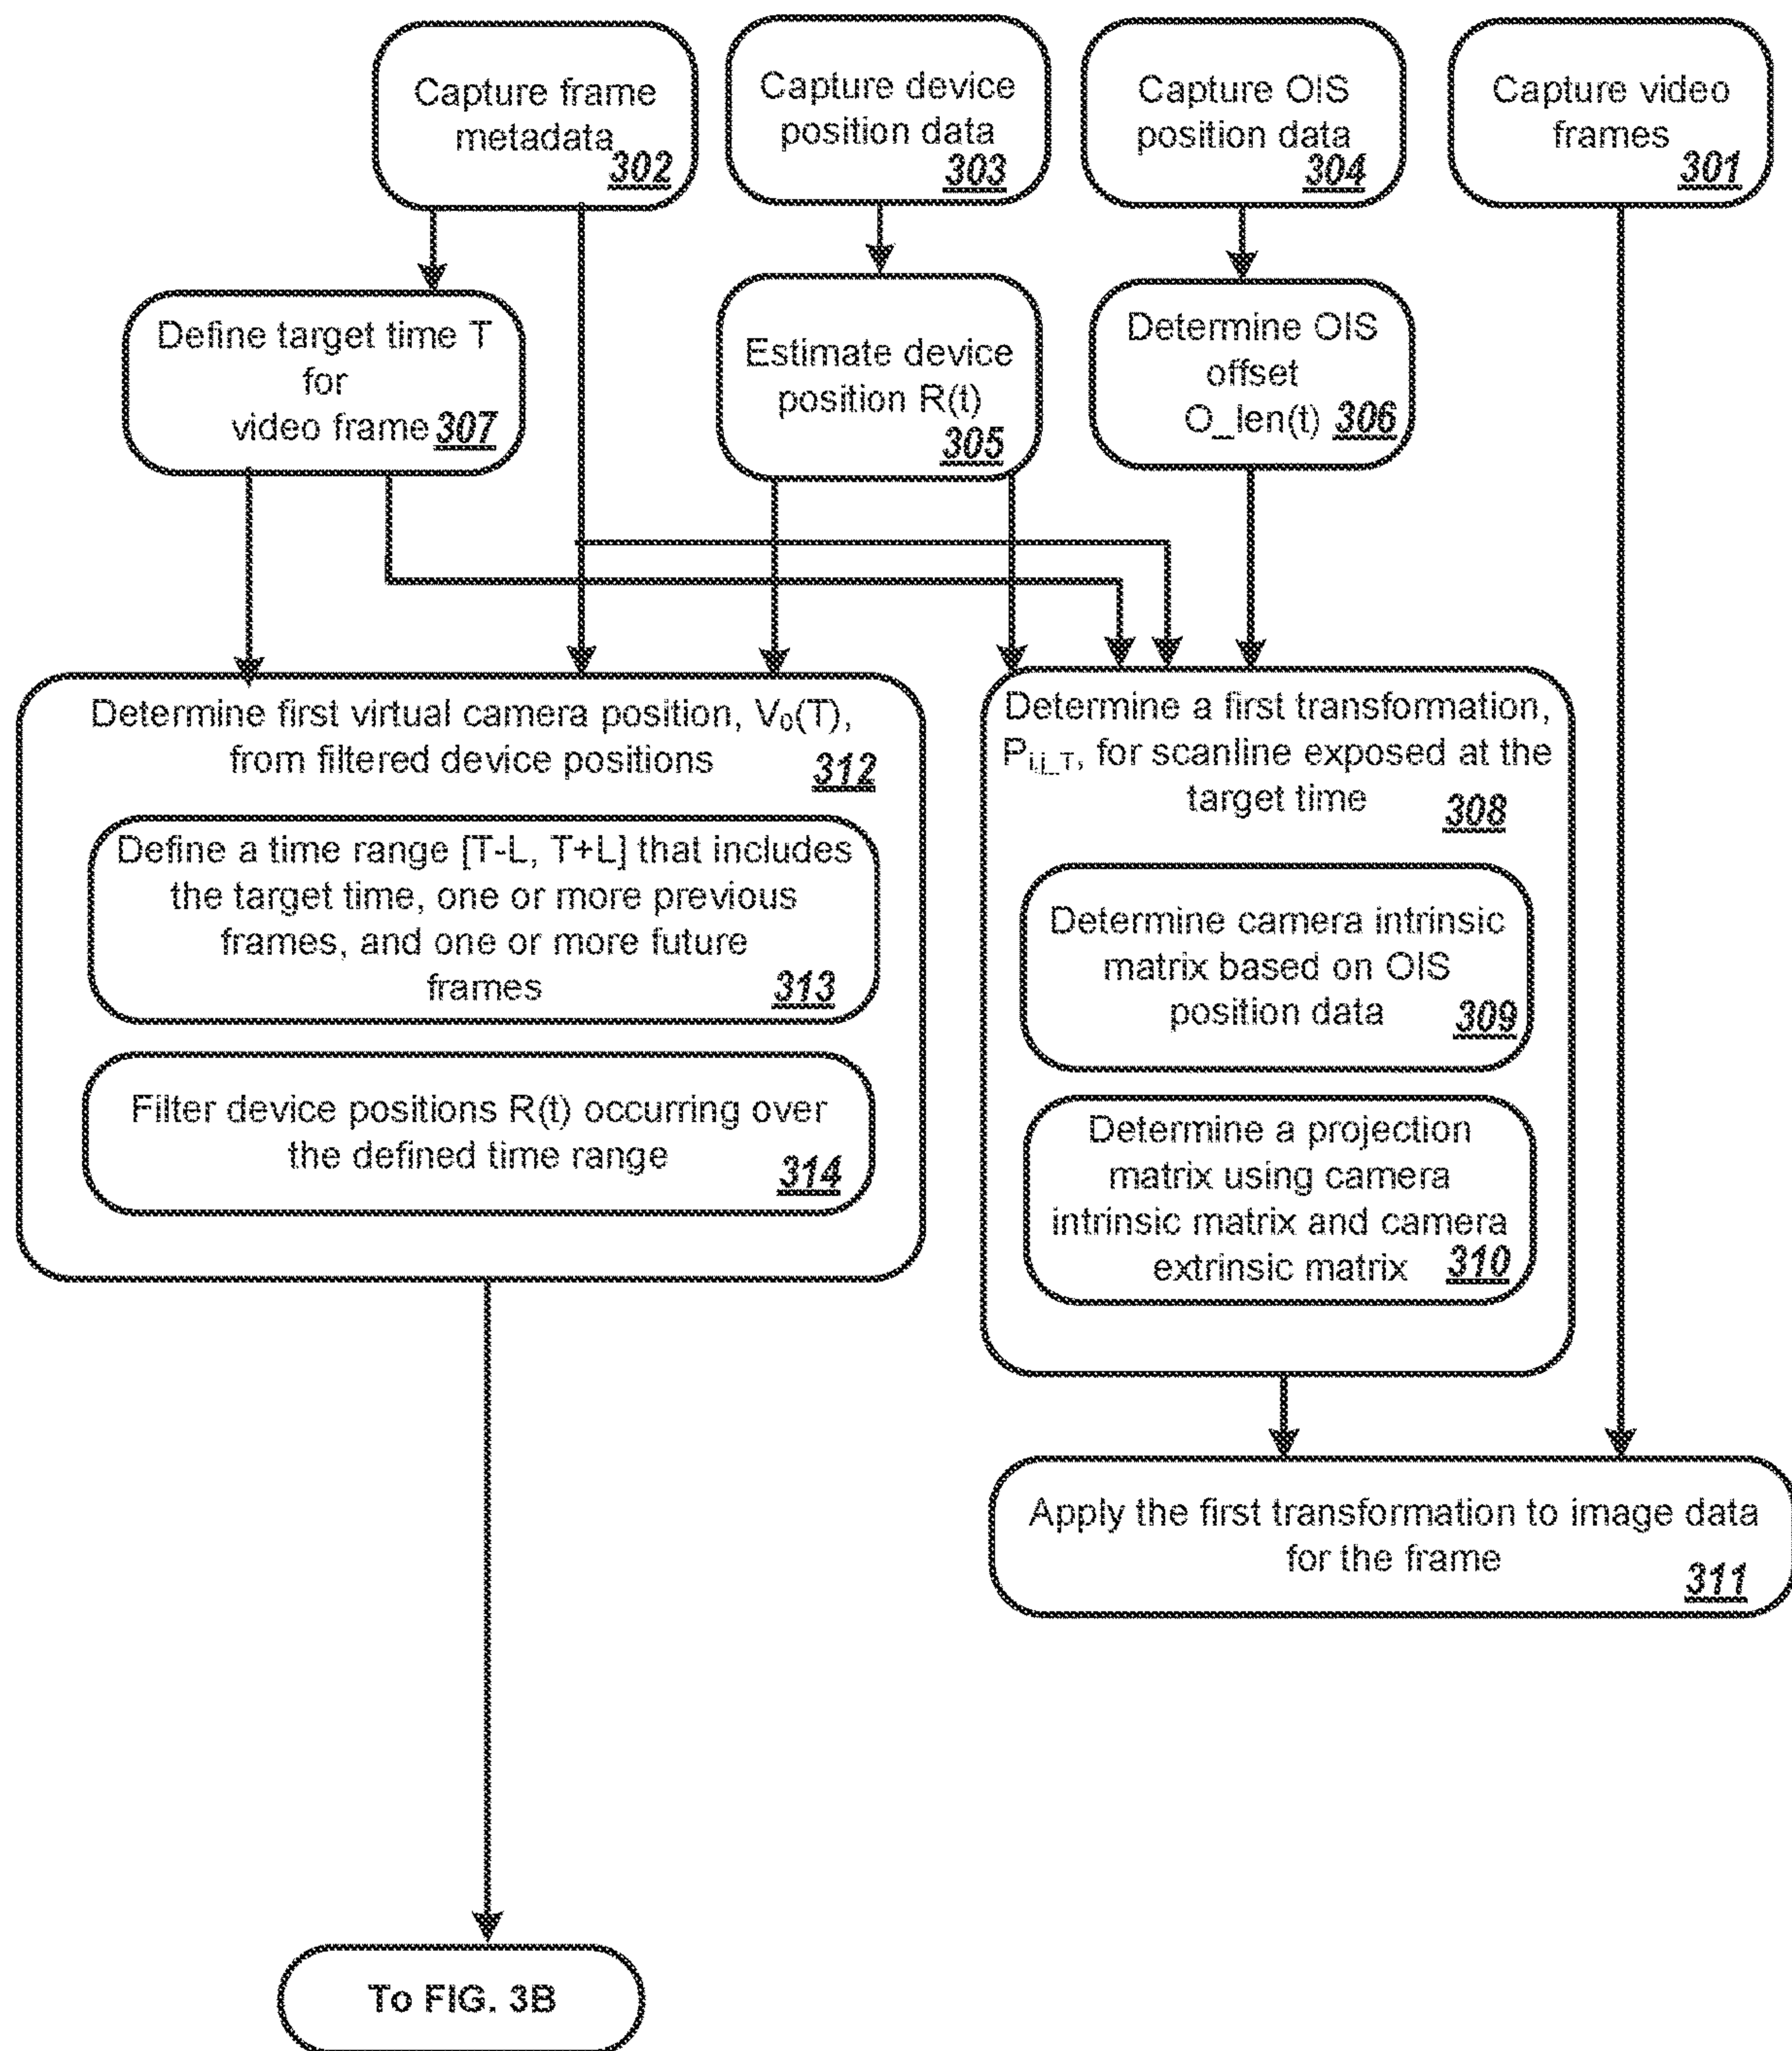 Capture frame
metadata
302
Capture device
position data
303
Capture OIS
position data
304
Capture video
frames
301
Define target time T
for
video frame 307
Estimate device
position R(t)
305
Determine OIS
offset
O_len(t) 306
Determine first virtual camera position, V₀(T),
from filtered device positions
312
Define a time range [T-L, T+L] that includes
the target time, one or more previous
frames, and one or more future
frames
313
Filter device positions R(t) occurring over
the defined time range
314
Determine a first transformation,
P_i,j_T, for scanline exposed at the
target time
308
Determine camera intrinsic
matrix based on OIS
position data
309
Determine a projection
matrix using camera
intrinsic matrix and camera
extrinsic matrix 310
Apply the first transformation to image data
for the frame
311
To FIG. 3B